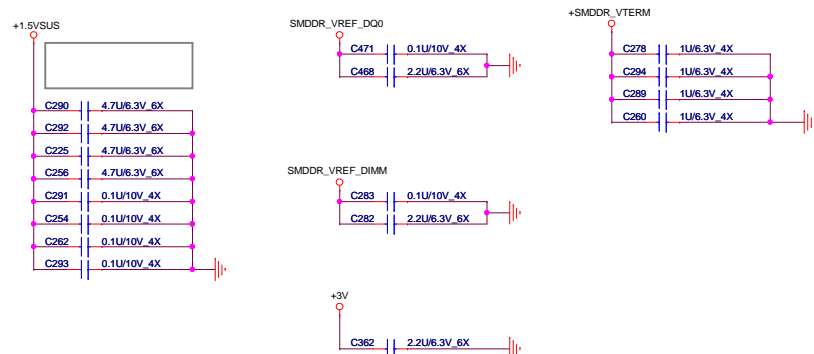 +1.5VSUS
C290 4.7U/6.3V_6X
C292 4.7U/6.3V_6X
C225 4.7U/6.3V_6X
C256 4.7U/6.3V_6X
C291 0.1U/10V_4X
C254 0.1U/10V_4X
C262 0.1U/10V_4X
C293 0.1U/10V_4X
SMDDR_VREF_DQ0
C471 0.1U/10V_4X
C468 2.2U/6.3V_6X
SMDDR_VREF_DIMM
C283 0.1U/10V_4X
C282 2.2U/6.3V_6X
+3V
C362 2.2U/6.3V_6X
+SMDDR_VTERM
C278 1U/6.3V_4X
C294 1U/6.3V_4X
C289 1U/6.3V_4X
C260 1U/6.3V_4X